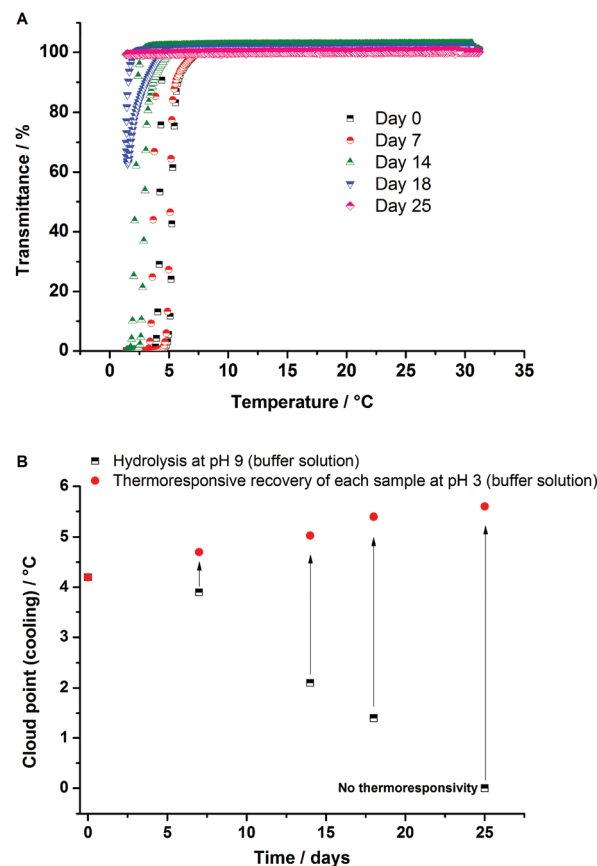 A
100
80
60
40
20
0
Transmittance / %
Day 0
Day 7
Day 14
Day 18
Day 25
0 5 10 15 20 25 30 35
Temperature / °C
B
Hydrolysis at pH 9 (buffer solution)
Thermoresponsive recovery of each sample at pH 3 (buffer solution)
6
5
4
3
2
1
0
Cloud point (cooling) / °C
No thermoresponsivity
0 5 10 15 20 25
Time / days